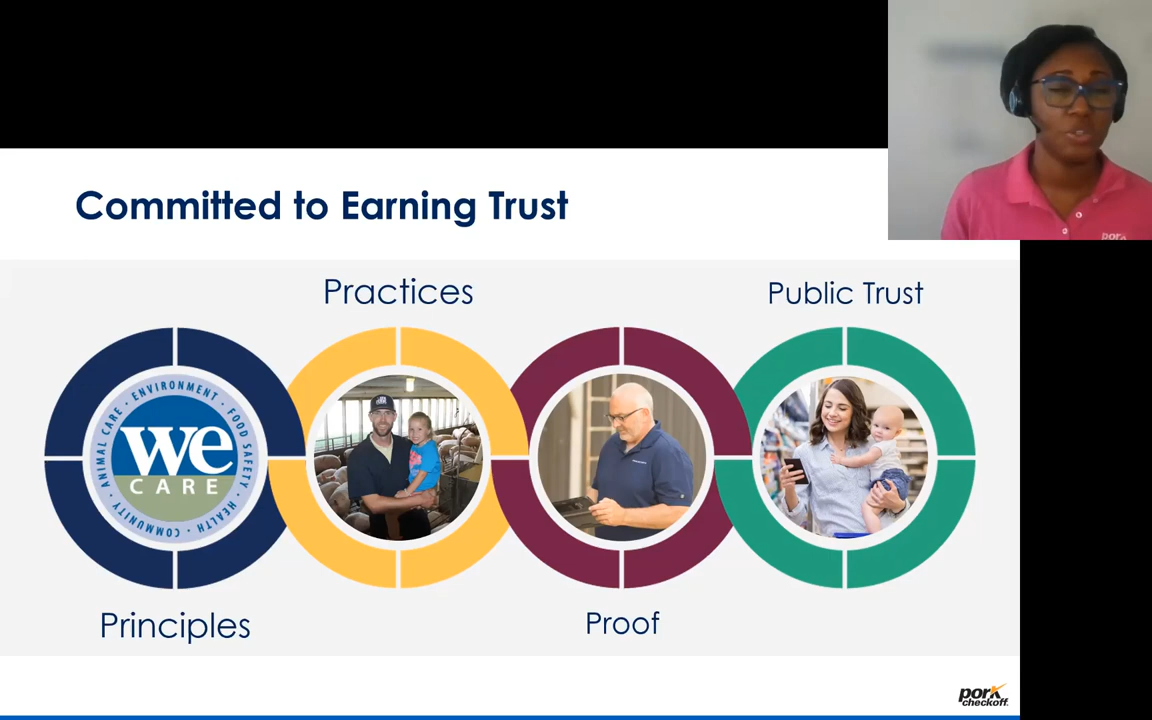 Committed to Earning Trust
Practices
Public Trust
ANIMAL CARE • ENVIRONMENT • FOOD SAFETY • HEALTH • COMMUNITY •
we
CARE
Principles
Proof
pork
checkoff